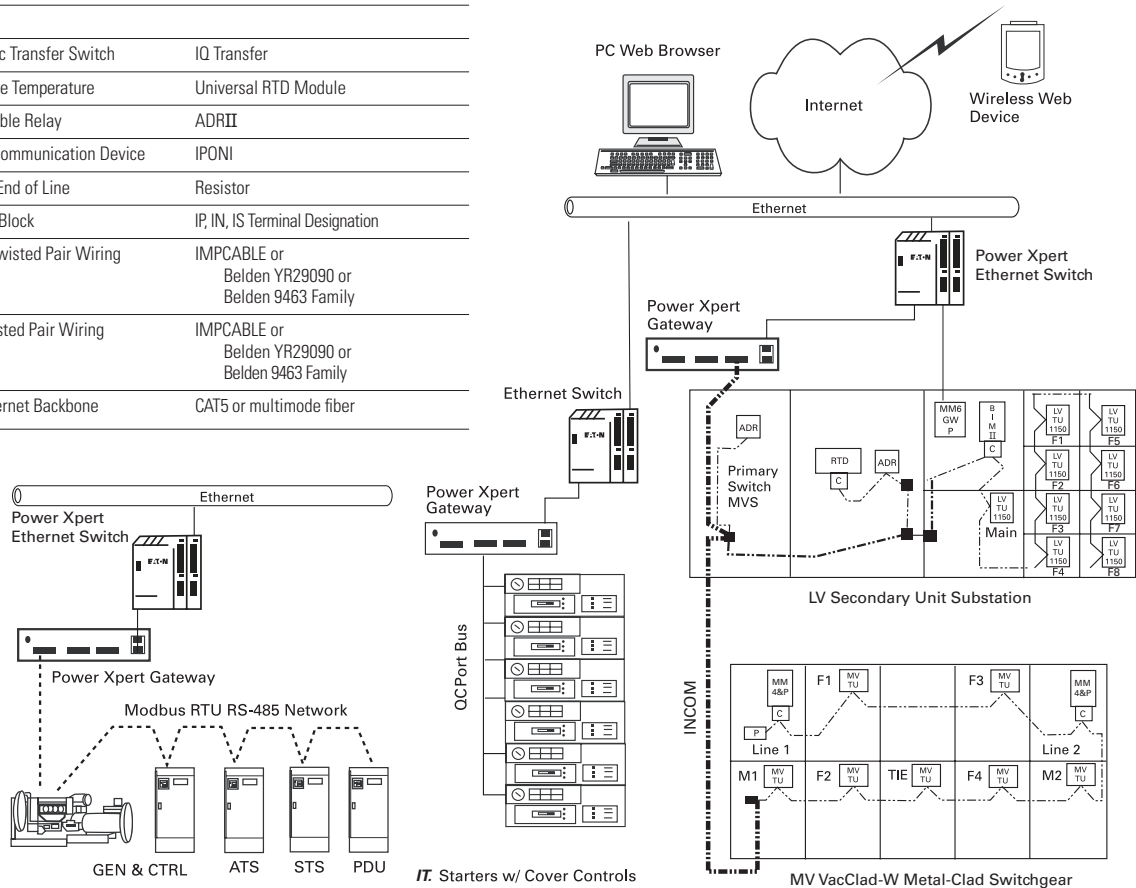 c Transfer Switch IQ Transfer
e Temperature Universal RTD Module
ble Relay ADRII
ommunication Device IPONI
End of Line Resistor
Block IP, IN, IS Terminal Designation
wisted Pair Wiring IMPCABLE or
Belden YR29090 or
Belden 9463 Family
sted Pair Wiring IMPCABLE or
Belden YR29090 or
Belden 9463 Family
ernet Backbone CAT5 or multimode fiber
PC Web Browser
Internet
Wireless Web
Device
Ethernet
E·T·N
Power Xpert
Ethernet Switch
Power Xpert
Gateway
Ethernet Switch
E·T·N
Power Xpert
Gateway
QCPort Bus
IT. Starters w/ Cover Controls
Ethernet
Power Xpert
Ethernet Switch
E·T·N
Power Xpert Gateway
Modbus RTU RS-485 Network
GEN & CTRL ATS STS PDU
ADR
Primary
Switch
MVS
RTD
C
ADR
MM6
GW
P
B
I
M
II
C
LV
TU
1150
Main
LV
TU
1150
F1
LV
TU
1150
F5
LV
TU
1150
F2
LV
TU
1150
F6
LV
TU
1150
F3
LV
TU
1150
F7
LV
TU
1150
F4
LV
TU
1150
F8
LV Secondary Unit Substation
INCOM
MM
4&P
C
P
Line 1
F1 MV
TU
F3 MV
TU
MM
4&P
C
Line 2
M1 MV
TU
F2 MV
TU
TIE MV
TU
F4 MV
TU
M2 MV
TU
MV VacClad-W Metal-Clad Switchgear